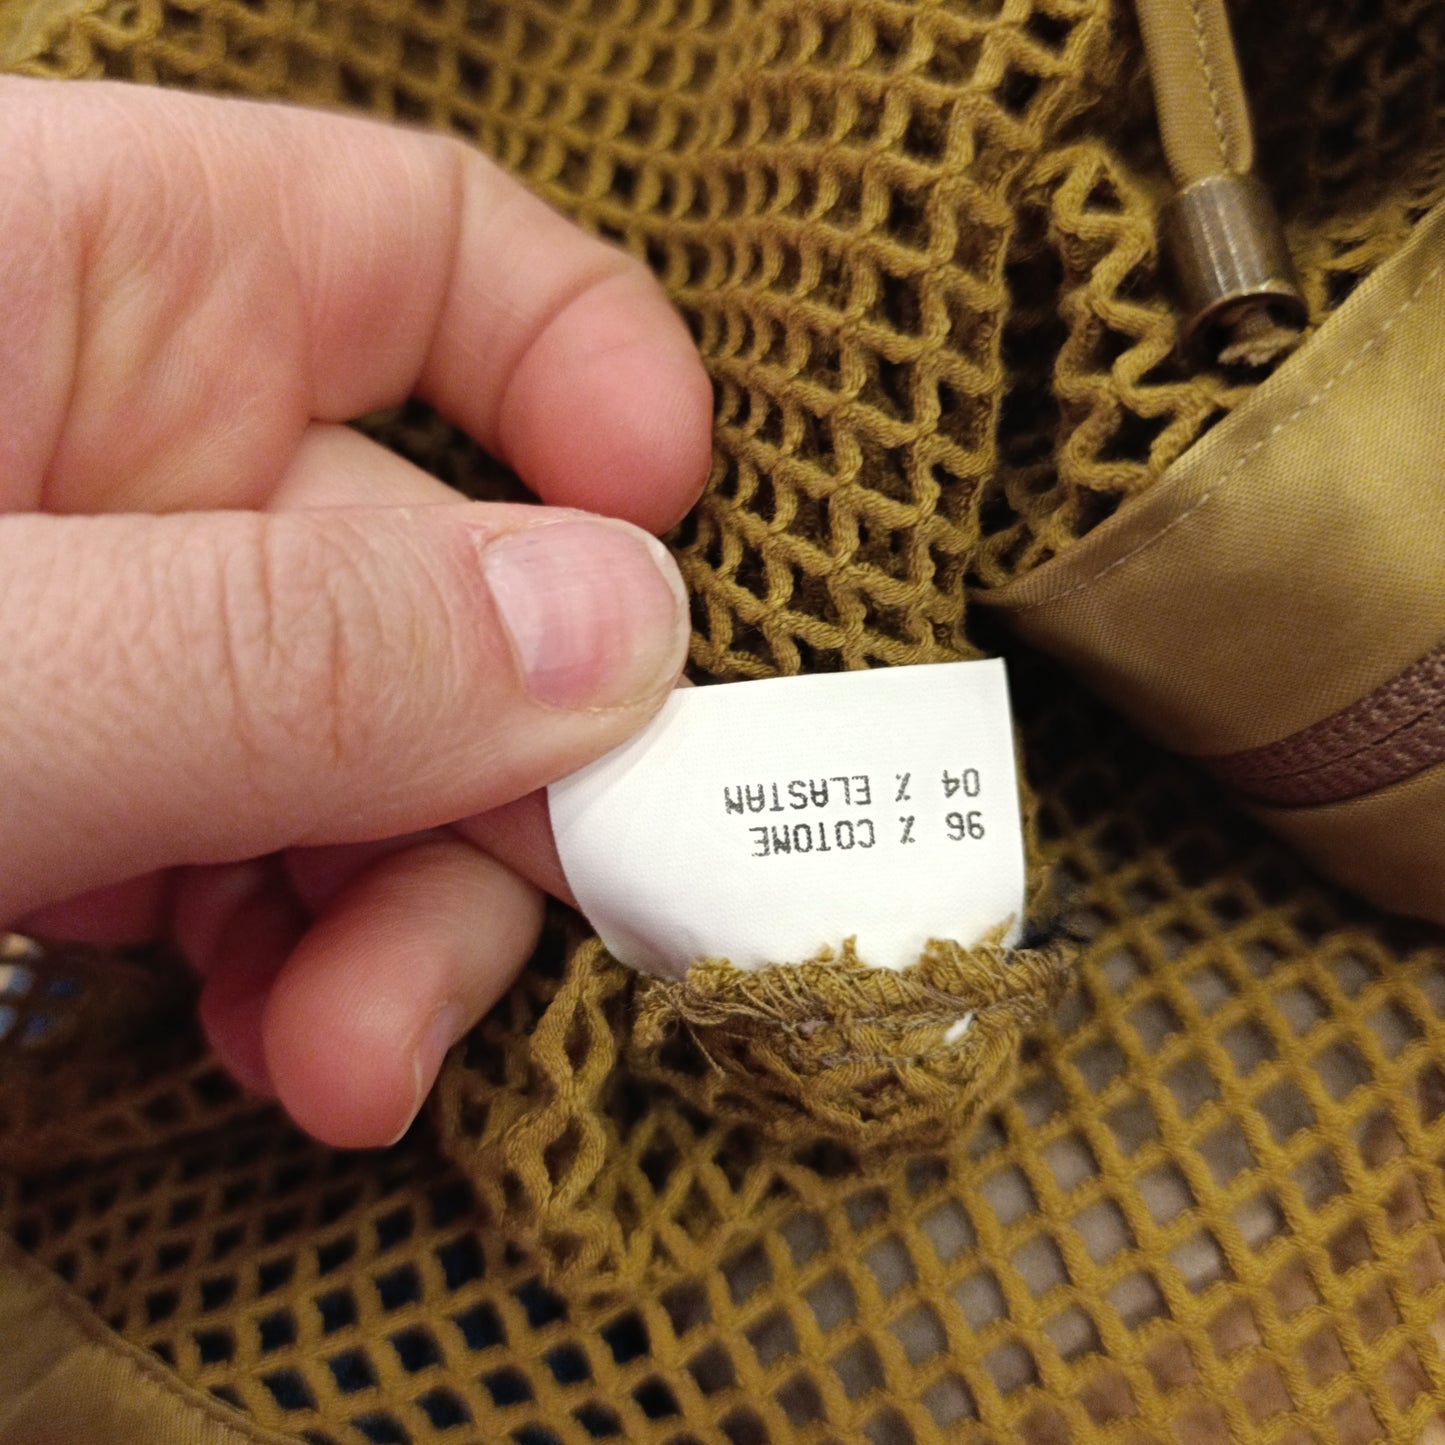 96 % COTONE
04 % ELASTAN